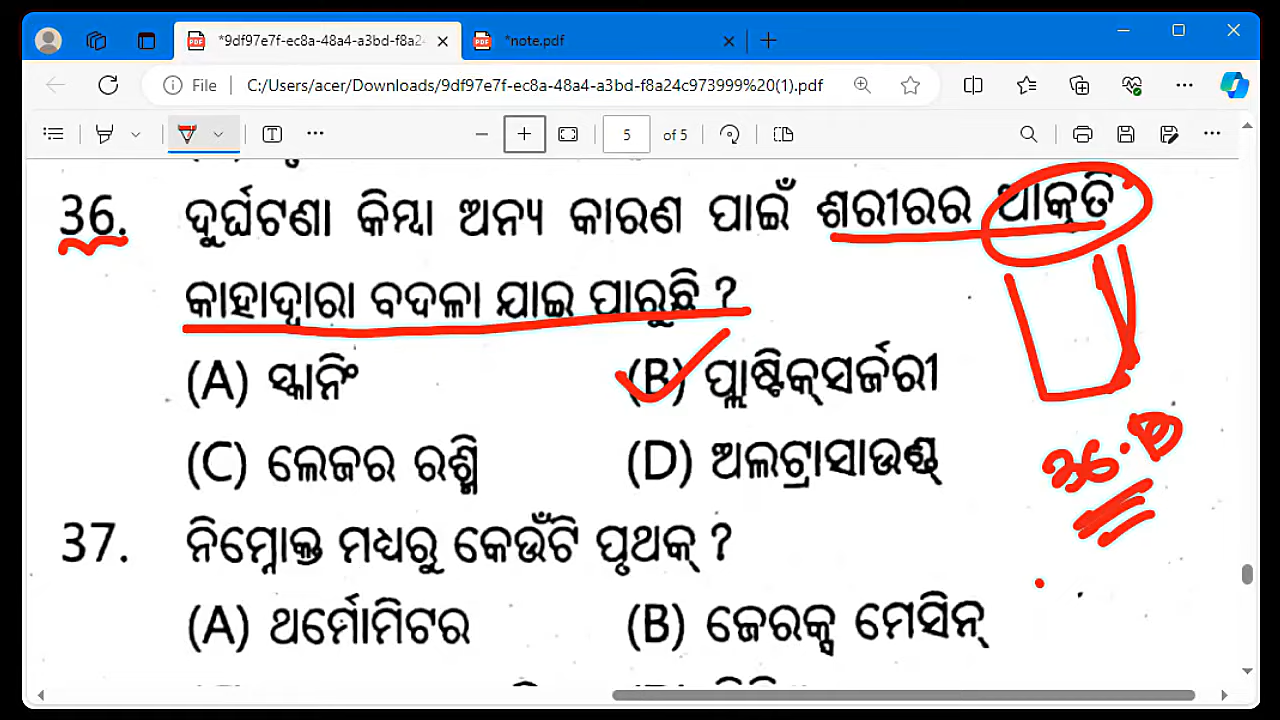 *9df97e7f-ec8a-48a4-a3bd-f8a24
*note.pdf
File C:/Users/acer/Downloads/9df97e7f-ec8a-48a4-a3bd-f8a24c973999%20(1).pdf
5 of 5
36. ଦୁର୍ଘଟଣା କିମ୍ବା ଅନ୍ୟ କାରଣ ପାଇଁ ଶରୀରର ଆକୃତି
କାହାଦ୍ୱାରା ବଦଳା ଯାଇ ପାରୁଛି ?
(A) ସ୍କାନିଂ (B) ପ୍ଲାଷ୍ଟିକ୍‌ସର୍ଜରୀ
(C) ଲେଜର ରଶ୍ମି (D) ଅଲଟ୍ରାସାଉଣ୍ଡ୍
36.
37. ନିମ୍ନୋକ୍ତ ମଧ୍ୟରୁ କେଉଁଟି ପୃଥକ୍ ?
(A) ଥର୍ମୋମିଟର (B) ଜେରକ୍ସ ମେସିନ୍